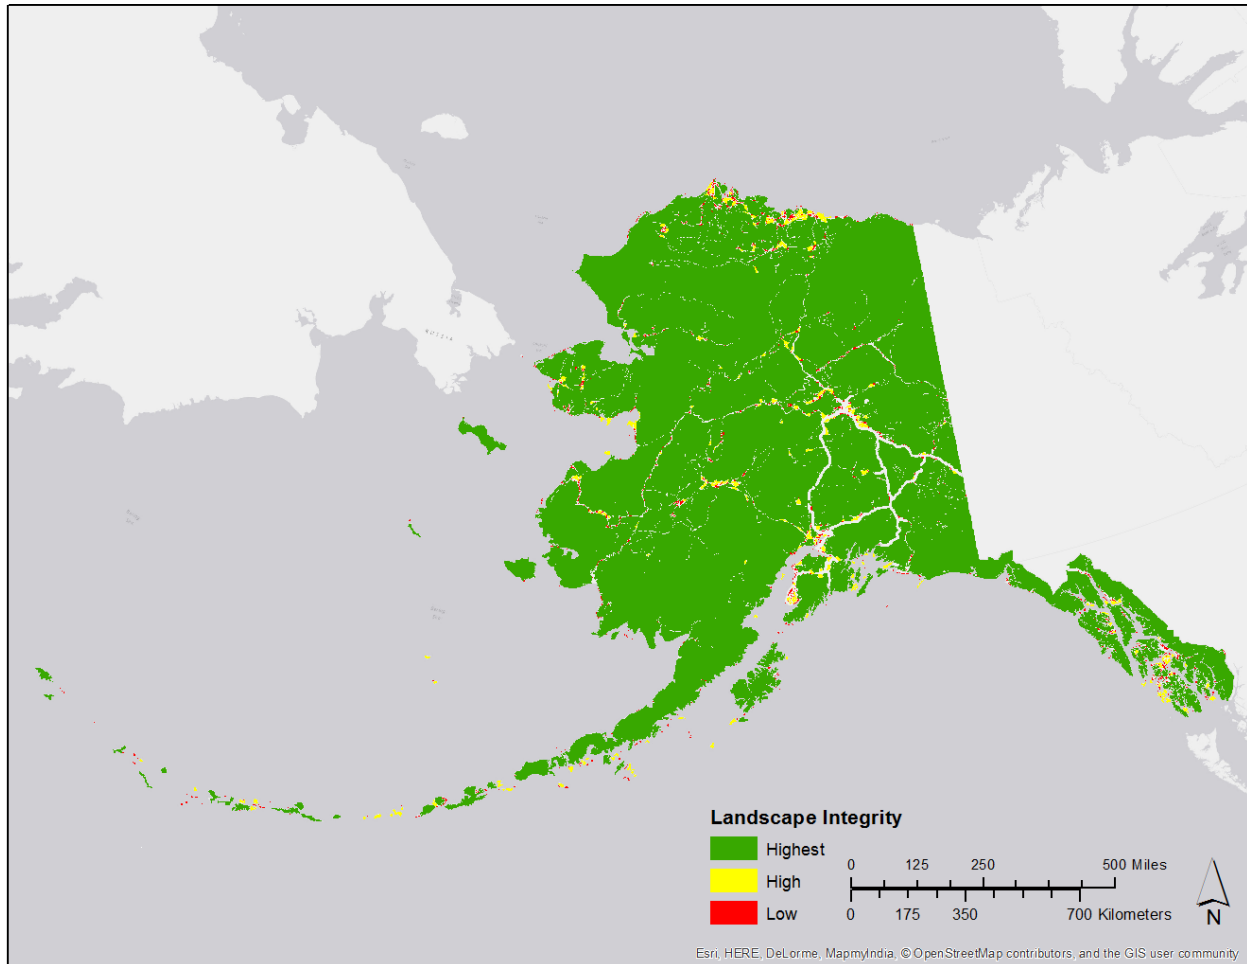 RUSSIA
Landscape Integrity
Highest
High
Low
0 125 250 500 Miles
0 175 350 700 Kilometers
N
Esri, HERE, DeLorme, MapmyIndia, © OpenStreetMap contributors, and the GIS user community